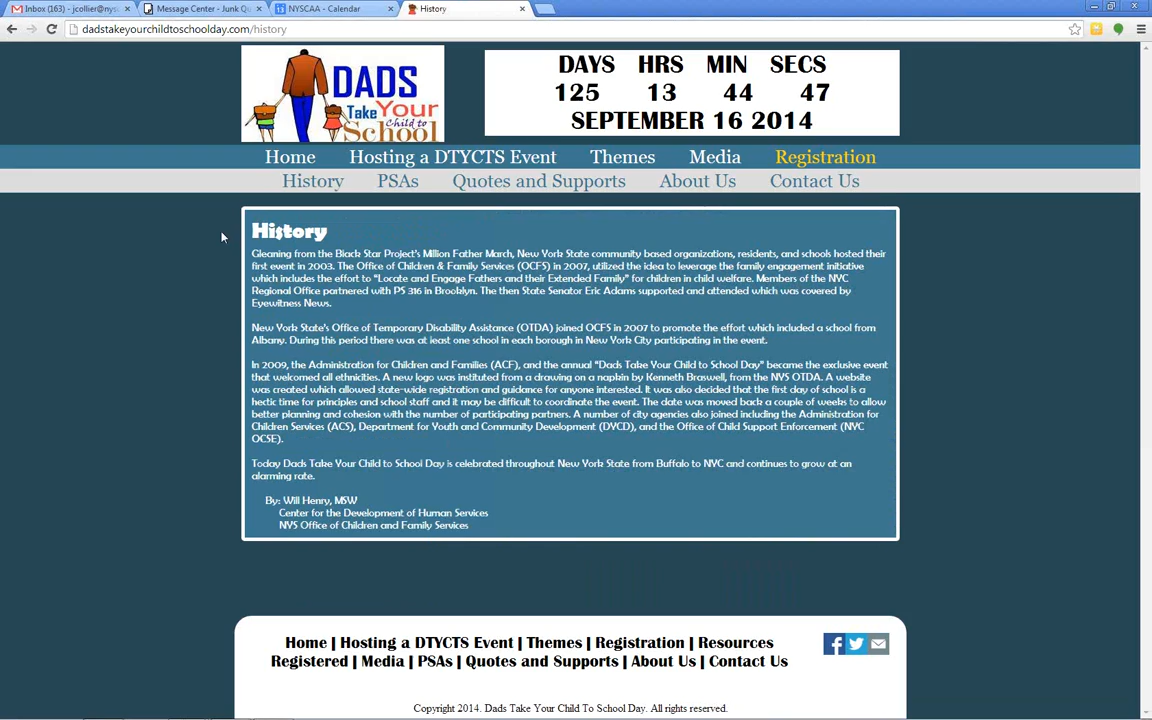 Inbox (163) - jcollier@nys
Message Center - Junk Q
NYSCAA - Calendar
History
dadstakeyourchildtoschoolday.com/history
DADS
Take Your
Child to
School
DAYS HRS MIN SECS
125 13 44 47
SEPTEMBER 16 2014
Home Hosting a DTYCTS Event Themes Media Registration
History PSAs Quotes and Supports About Us Contact Us
History
Gleaning from the Black Star Project's Million Father March, New York State community based organizations, residents, and schools hosted their
first event in 2003. The Office of Children & Family Services (OCFS) in 2007, utilized the idea to leverage the family engagement initiative
which includes the effort to "Locate and Engage Fathers and their Extended Family" for children in child welfare. Members of the NYC
Regional Office partnered with PS 316 in Brooklyn. The then State Senator Eric Adams supported and attended which was covered by
Eyewitness News.
New York State's Office of Temporary Disability Assistance (OTDA) joined OCFS in 2007 to promote the effort which included a school from
Albany. During this period there was at least one school in each borough in New York City participating in the event.
In 2009, the Administration for Children and Families (ACF), and the annual "Dads Take Your Child to School Day" became the exclusive event
that welcomed all ethnicities. A new logo was instituted from a drawing on a napkin by Kenneth Braswell, from the NYS OTDA. A website
was created which allowed state-wide registration and guidance for anyone interested. It was also decided that the first day of school is a
hectic time for principles and school staff and it may be difficult to coordinate the event. The date was moved back a couple of weeks to allow
better planning and cohesion with the number of participating partners. A number of city agencies also joined including the Administration for
Children Services (ACS), Department for Youth and Community Development (DYCD), and the Office of Child Support Enforcement (NYC
OCSE).
Today Dads Take Your Child to School Day is celebrated throughout New York State from Buffalo to NYC and continues to grow at an
alarming rate.
By: Will Henry, MSW
Center for the Development of Human Services
NYS Office of Children and Family Services
Home | Hosting a DTYCTS Event | Themes | Registration | Resources
Registered | Media | PSAs | Quotes and Supports | About Us | Contact Us
Copyright 2014. Dads Take Your Child To School Day. All rights reserved.